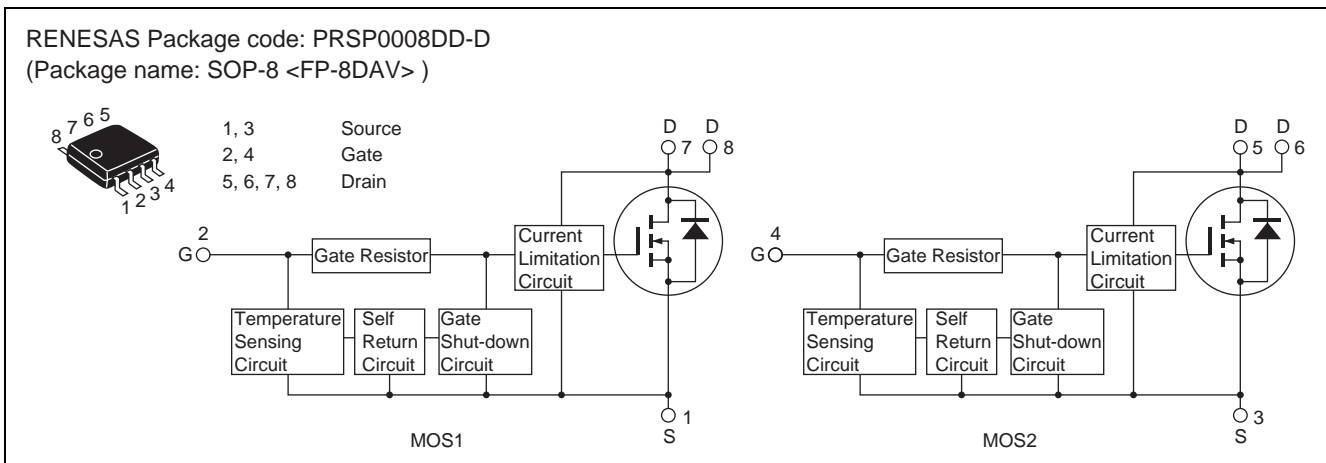 RENESAS Package code: PRSP0008DD-D
(Package name: SOP-8 <FP-8DAV> )
8 7 6 5
1 2 3 4
1, 3 Source
2, 4 Gate
5, 6, 7, 8 Drain
D D
7 8
2
G
Gate Resistor
Current
Limitation
Circuit
Temperature
Sensing
Circuit
Self
Return
Circuit
Gate
Shut-down
Circuit
1
S
MOS1
D D
5 6
4
G
Gate Resistor
Current
Limitation
Circuit
Temperature
Sensing
Circuit
Self
Return
Circuit
Gate
Shut-down
Circuit
3
S
MOS2